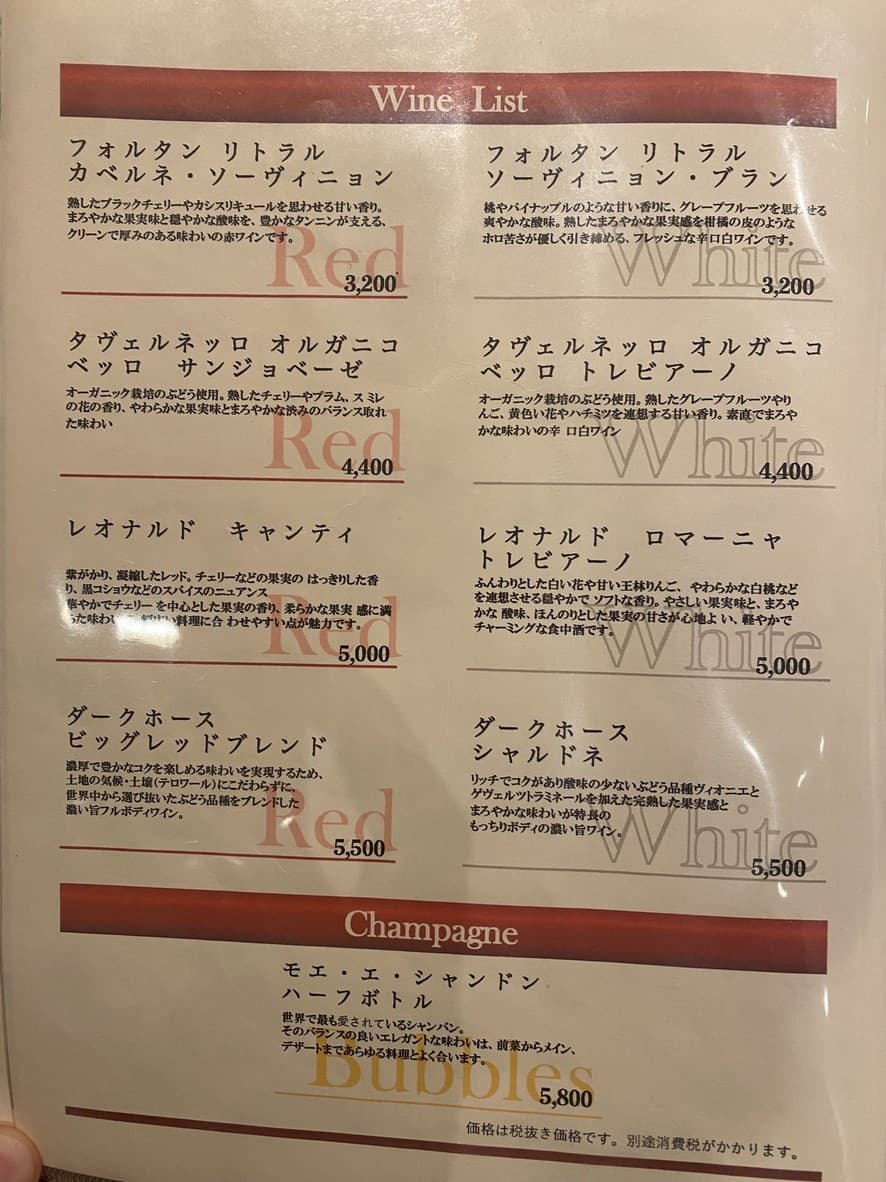 Wine List
フォルタン リトラル
カベルネ・ソーヴィニョン
熟したブラックチェリーやカシスリキュールを思わせる甘い香り。
まろやかな果実味と穏やかな酸味を、豊かなタンニンが支える、
クリーンで厚みのある味わいの赤ワインです。
Red
3,200
フォルタン リトラル
ソーヴィニョン・ブラン
桃やパイナップルのような甘い香りに、グレープフルーツを思わせる
爽やかな酸味。熟したまろやかな果実感を柑橘の皮のような
ホロ苦さが優しく引き締める、フレッシュな辛口白ワインです。
White
3,200
タヴェルネッロ オルガニコ
ベッロ サンジョベーゼ
オーガニック栽培のぶどう使用。熟したチェリーやプラム、ス ミレ
の花の香り、やわらかな果実味とまろやかな渋みのバランス取れ
た味わい
Red
4,400
タヴェルネッロ オルガニコ
ベッロ トレビアーノ
オーガニック栽培のぶどう使用。熟したグレープフルーツやり
んご、黄色い花やハチミツを連想する甘い香り。素直でまろや
かな味わいの辛 口白ワイン
White
4,400
レオナルド キャンティ
紫がかり、凝縮したレッド。チェリーなどの果実の はっきりした香
り、黒コショウなどのスパイスのニュアンス
華やかでチェリー を中心とした果実の香り、柔らかな果実 感に満
ちた味わい 料理に合 わせやすい点が魅力です。
Red
5,000
レオナルド ロマーニャ
トレビアーノ
ふんわりとした白い花や甘い王林りんご、 やわらかな白桃など
を連想させる穏やかで ソフトな香り。やさしい果実味と、まろや
かな 酸味、ほんのりとした果実の甘さが心地よ い、軽やかで
チャーミングな食中酒です。
White
5,000
ダークホース
ビッグレッドブレンド
濃厚で豊かなコクを楽しめる味わいを実現するため、
土地の気候・土壌(テロワール)にこだわらずに、
世界中から選び抜いたぶどう品種をブレンドした
濃い旨フルボディワイン。
Red
5,500
ダークホース
シャルドネ
リッチでコクがあり酸味の少ないぶどう品種ヴィオニエと
ゲヴェルツトラミネールを加えた完熟した果実感と
まろやかな味わいが特長の
もっちりボディの濃い旨ワイン。
White
5,500
Champagne
モエ・エ・シャンドン
ハーフボトル
世界で最も愛されているシャンパン。
そのバランスの良いエレガントな味わいは、前菜からメイン、
デザートまであらゆる料理とよく合います。
Bubbles
5,800
価格は税抜き価格です。別途消費税がかかります。